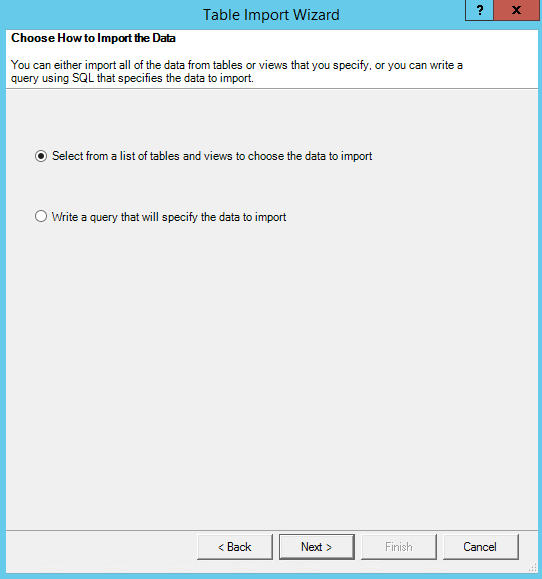 Table Import Wizard
? x
Choose How to Import the Data
You can either import all of the data from tables or views that you specify, or you can write a
query using SQL that specifies the data to import.
Select from a list of tables and views to choose the data to import
Write a query that will specify the data to import
< Back Next > Finish Cancel